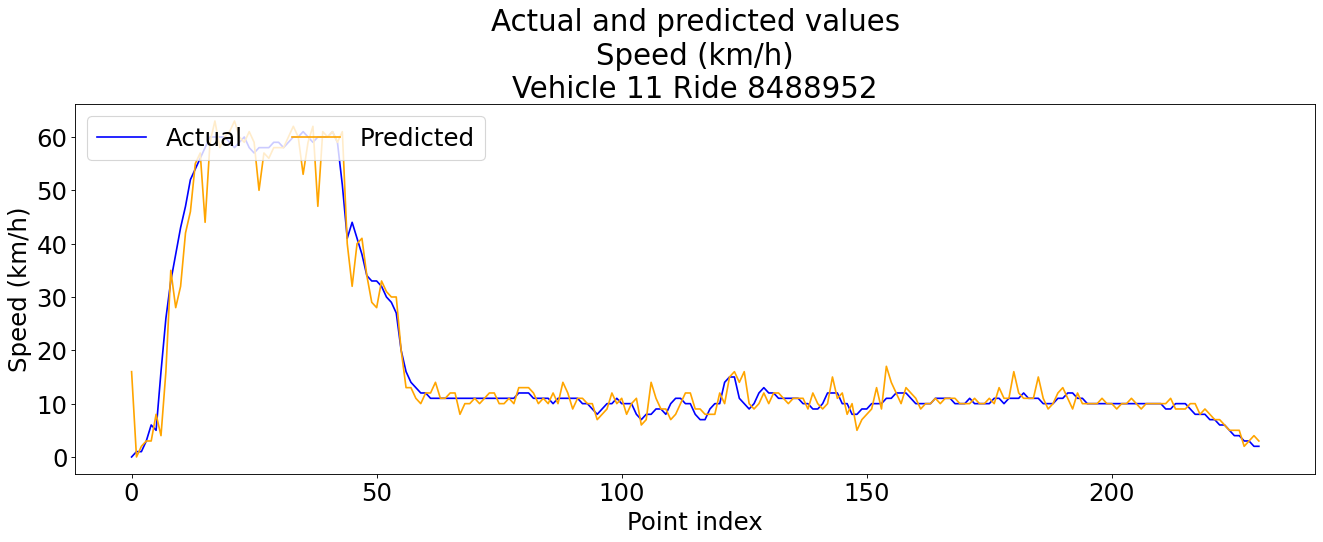 Actual and predicted values
Speed (km/h)
Vehicle 11 Ride 8488952
Actual Predicted
Speed (km/h)
60
50
40
30
20
10
0
0 50 100 150 200
Point index